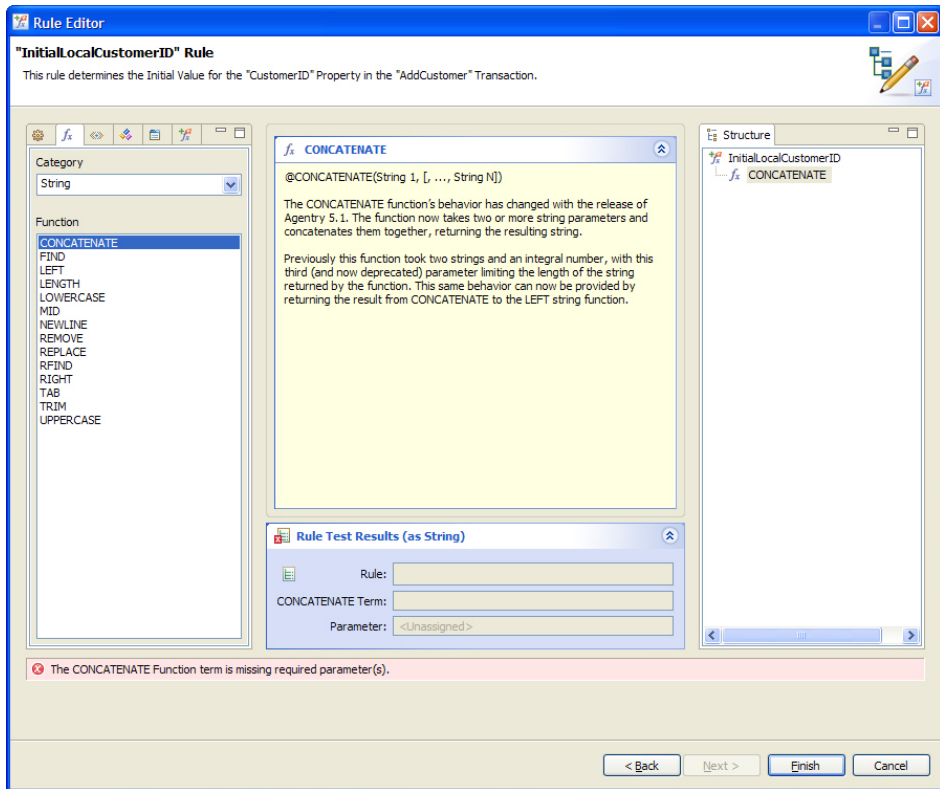 Rule Editor
"InitialLocalCustomerID" Rule
This rule determines the Initial Value for the "CustomerID" Property in the "AddCustomer" Transaction.
Category
String
Function
CONCATENATE
FIND
LEFT
LENGTH
LOWERCASE
MID
NEWLINE
REMOVE
REPLACE
RFIND
RIGHT
TAB
TRIM
UPPERCASE
fx CONCATENATE
@CONCATENATE(String 1, [, ..., String N])
The CONCATENATE function's behavior has changed with the release of
Agentry 5.1. The function now takes two or more string parameters and
concatenates them together, returning the resulting string.
Previously this function took two strings and an integral number, with this
third (and now deprecated) parameter limiting the length of the string
returned by the function. This same behavior can now be provided by
returning the result from CONCATENATE to the LEFT string function.
Rule Test Results (as String)
Rule:
CONCATENATE Term:
Parameter: <Unassigned>
Structure
InitialLocalCustomerID
fx CONCATENATE
The CONCATENATE Function term is missing required parameter(s).
< Back
Next >
Finish
Cancel